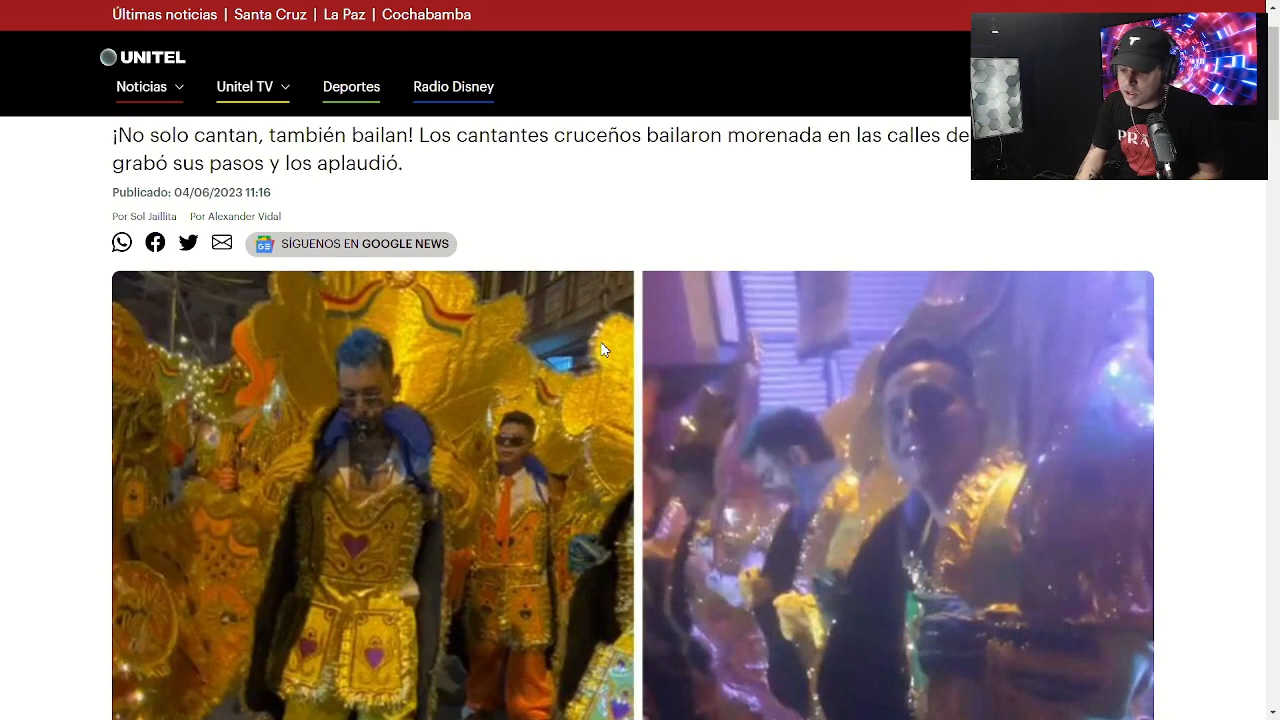 Últimas noticias | Santa Cruz | La Paz | Cochabamba
UNITEL
Noticias
Unitel TV
Deportes
Radio Disney
¡No solo cantan, también bailan! Los cantantes cruceños bailaron morenada en las calles de
grabó sus pasos y los aplaudió.
Publicado: 04/06/2023 11:16
Por Sol Jaillita Por Alexander Vidal
SÍGUENOS EN GOOGLE NEWS
PRA